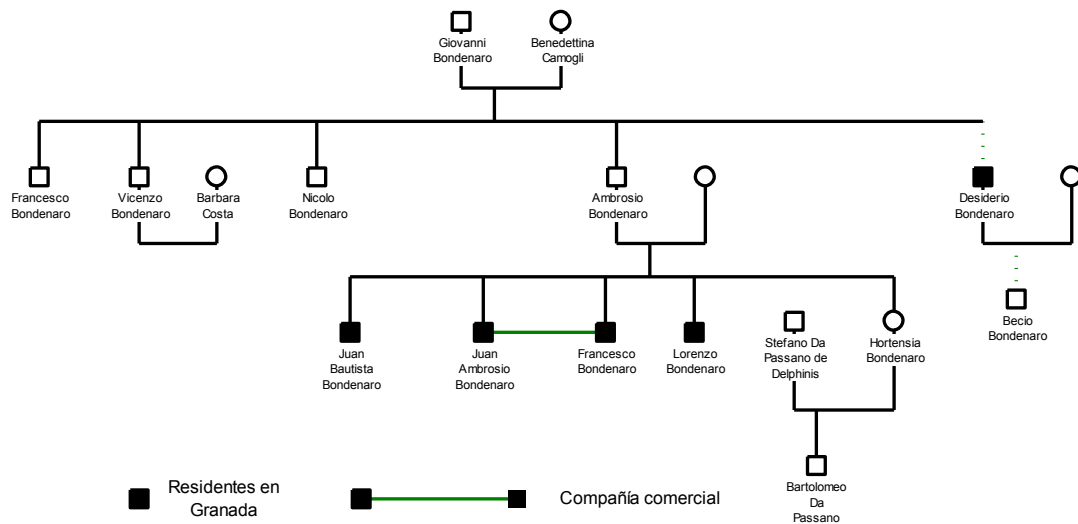 Giovanni
Bondenaro
Benedettina
Camogli
Francesco
Bondenaro
Vicenzo
Bondenaro
Barbara
Costa
Nicolo
Bondenaro
Ambrosio
Bondenaro
Desiderio
Bondenaro
Becio
Bondenaro
Juan
Bautista
Bondenaro
Juan
Ambrosio
Bondenaro
Francesco
Bondenaro
Lorenzo
Bondenaro
Stefano Da
Passano de
Delphinis
Hortensia
Bondenaro
Bartolomeo
Da
Passano
Residentes en
Granada
Compañía comercial